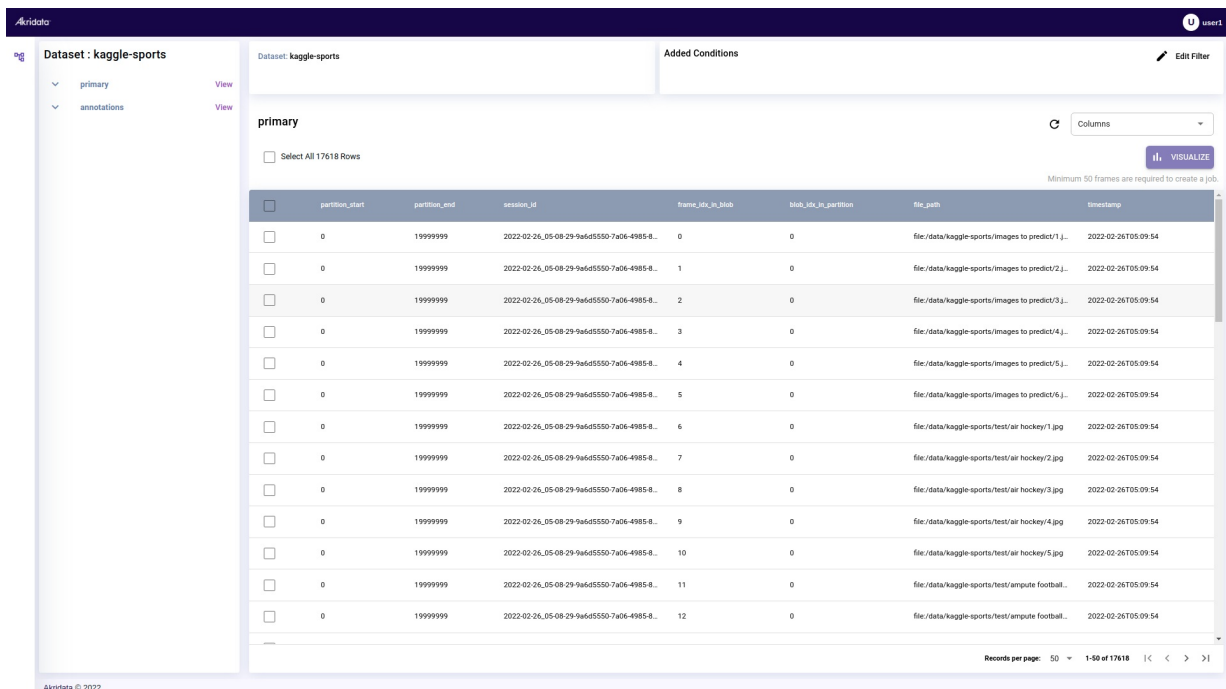 Akridata
U user1
Dataset : kaggle-sports
primary View
annotations View
Dataset: kaggle-sports
Added Conditions
Edit Filter
primary
Columns
Select All 17618 Rows
VISUALIZE
Minimum 50 frames are required to create a job.
partition_start partition_end session_id frame_idx_in_blob blob_idx_in_partition file_path timestamp
0 19999999 2022-02-26_05-08-29-9a6d5550-7a06-4985-8... 0 0 file:/data/kaggle-sports/images to predict/1.j... 2022-02-26T05:09:54
0 19999999 2022-02-26_05-08-29-9a6d5550-7a06-4985-8... 1 0 file:/data/kaggle-sports/images to predict/2.j... 2022-02-26T05:09:54
0 19999999 2022-02-26_05-08-29-9a6d5550-7a06-4985-8... 2 0 file:/data/kaggle-sports/images to predict/3.j... 2022-02-26T05:09:54
0 19999999 2022-02-26_05-08-29-9a6d5550-7a06-4985-8... 3 0 file:/data/kaggle-sports/images to predict/4.j... 2022-02-26T05:09:54
0 19999999 2022-02-26_05-08-29-9a6d5550-7a06-4985-8... 4 0 file:/data/kaggle-sports/images to predict/5.j... 2022-02-26T05:09:54
0 19999999 2022-02-26_05-08-29-9a6d5550-7a06-4985-8... 5 0 file:/data/kaggle-sports/images to predict/6.j... 2022-02-26T05:09:54
0 19999999 2022-02-26_05-08-29-9a6d5550-7a06-4985-8... 6 0 file:/data/kaggle-sports/test/air hockey/1.jpg 2022-02-26T05:09:54
0 19999999 2022-02-26_05-08-29-9a6d5550-7a06-4985-8... 7 0 file:/data/kaggle-sports/test/air hockey/2.jpg 2022-02-26T05:09:54
0 19999999 2022-02-26_05-08-29-9a6d5550-7a06-4985-8... 8 0 file:/data/kaggle-sports/test/air hockey/3.jpg 2022-02-26T05:09:54
0 19999999 2022-02-26_05-08-29-9a6d5550-7a06-4985-8... 9 0 file:/data/kaggle-sports/test/air hockey/4.jpg 2022-02-26T05:09:54
0 19999999 2022-02-26_05-08-29-9a6d5550-7a06-4985-8... 10 0 file:/data/kaggle-sports/test/air hockey/5.jpg 2022-02-26T05:09:54
0 19999999 2022-02-26_05-08-29-9a6d5550-7a06-4985-8... 11 0 file:/data/kaggle-sports/test/ampute football... 2022-02-26T05:09:54
0 19999999 2022-02-26_05-08-29-9a6d5550-7a06-4985-8... 12 0 file:/data/kaggle-sports/test/ampute football... 2022-02-26T05:09:54
Records per page: 50 1-50 of 17618
Akridata © 2022